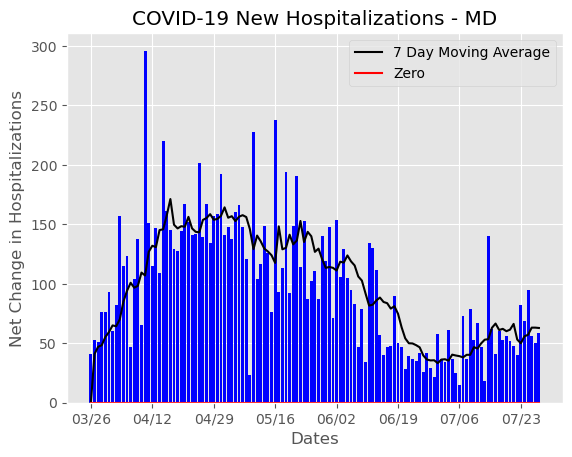 COVID-19 New Hospitalizations - MD
7 Day Moving Average
Zero
Net Change in Hospitalizations
300
250
200
150
100
50
0
03/26 04/12 04/29 05/16 06/02 06/19 07/06 07/23
Dates